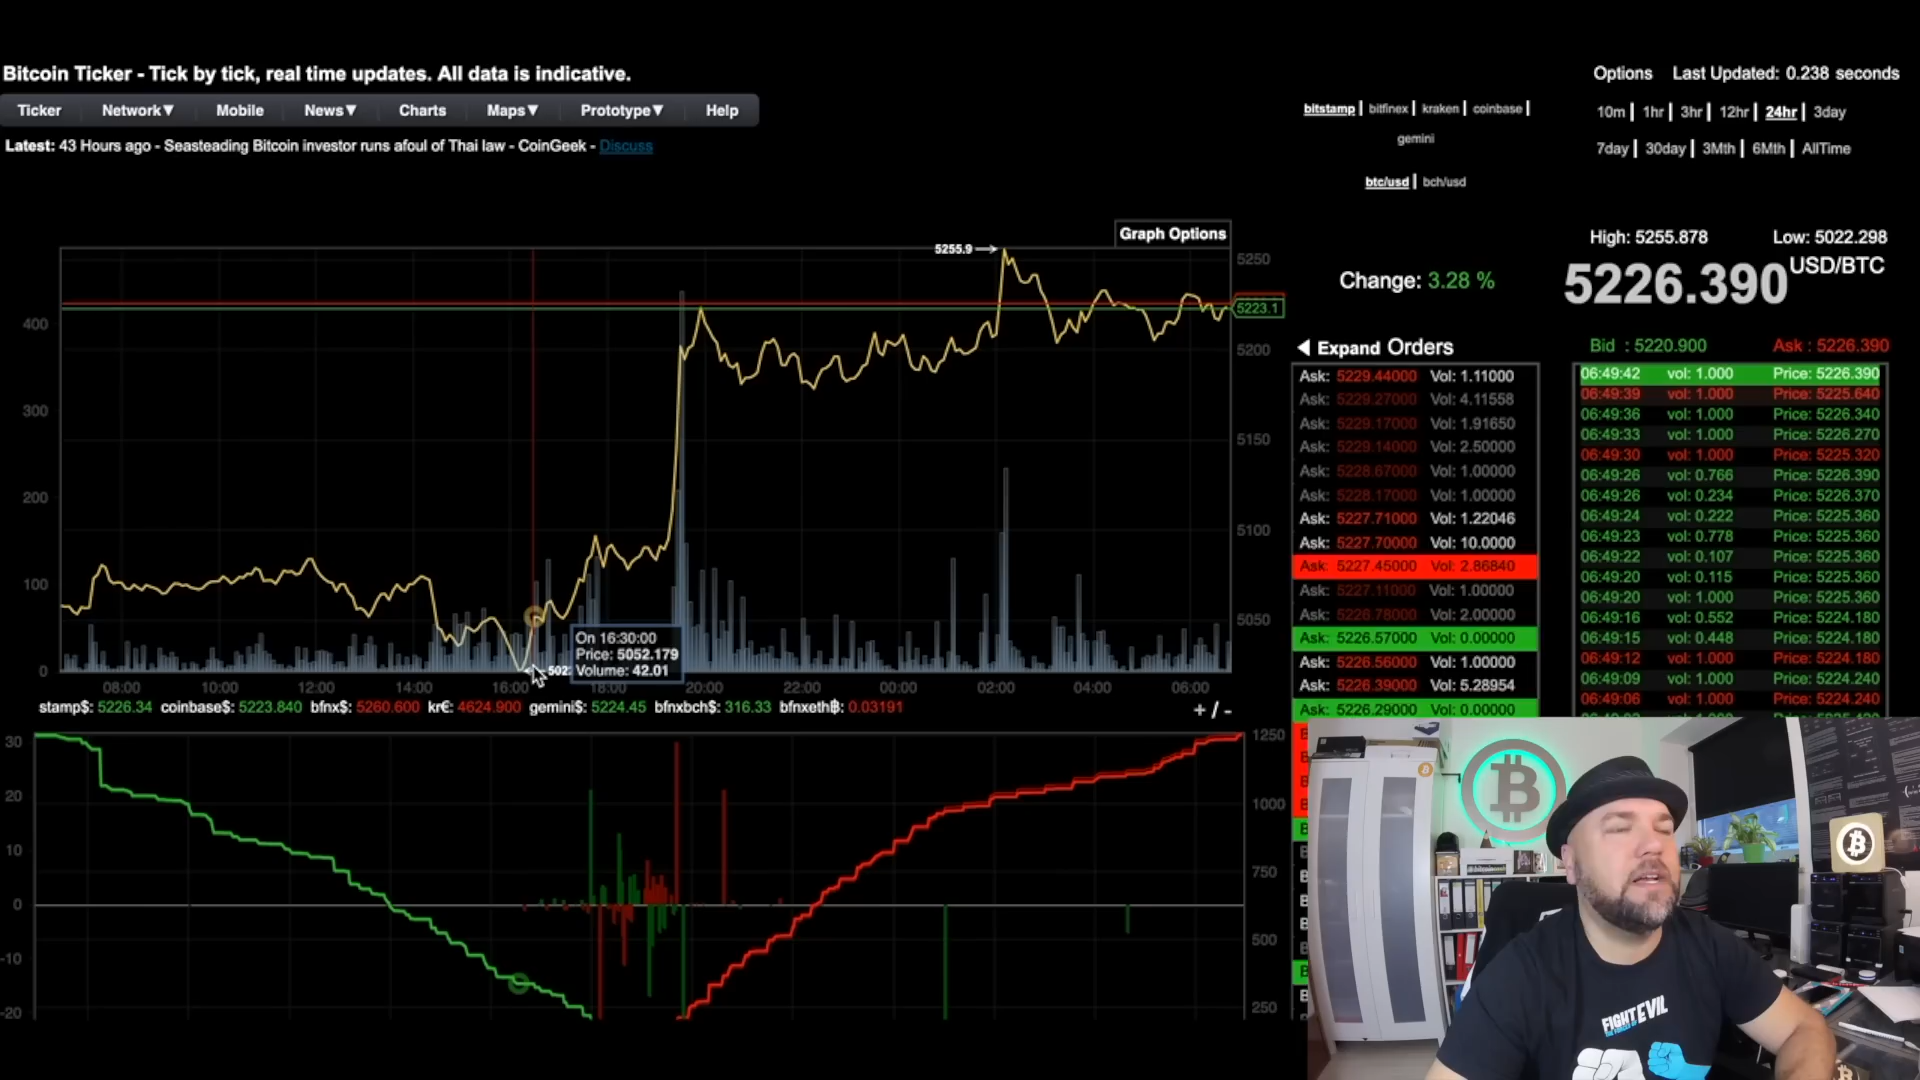 Bitcoin Ticker - Tick by tick, real time updates. All data is indicative.
Options Last Updated: 0.238 seconds
Ticker Network▼ Mobile News▼ Charts Maps▼ Prototype▼ Help
bitstamp | bitfinex | kraken | coinbase |
gemini
10m | 1hr | 3hr | 12hr | 24hr | 3day
7day | 30day | 3Mth | 6Mth | AllTime
Latest: 43 Hours ago - Seasteading Bitcoin investor runs afoul of Thai law - CoinGeek - Discuss
btc/usd | bch/usd
Graph Options
High: 5255.878 Low: 5022.298
Change: 3.28 %
5226.390 USD/BTC
Bid : 5220.900 Ask : 5226.390
5255.9
5250
5223.1
5200
5150
5100
5050
400
300
200
100
0
On 16:30:00
Price: 5052.179
Volume: 42.01
502
08:00 10:00 12:00 14:00 16:00 18:00 20:00 22:00 00:00 02:00 04:00 06:00
stamp$: 5226.34 coinbase$: 5223.840 bfnx$: 5260.600 kr€: 4624.900 gemini$: 5224.45 bfnxbch$: 316.33 bfnxeth฿: 0.03191
+ / -
30
20
10
0
-10
-20
1250
1000
750
500
250
Expand Orders
Ask: 5229.44000 Vol: 1.11000
Ask: 5229.27000 Vol: 4.11558
Ask: 5229.17000 Vol: 1.91650
Ask: 5229.14000 Vol: 2.50000
Ask: 5228.67000 Vol: 1.00000
Ask: 5228.17000 Vol: 1.00000
Ask: 5227.71000 Vol: 1.22046
Ask: 5227.70000 Vol: 10.0000
Ask: 5227.45000 Vol: 2.86840
Ask: 5227.11000 Vol: 1.00000
Ask: 5226.78000 Vol: 2.00000
Ask: 5226.57000 Vol: 0.00000
Ask: 5226.56000 Vol: 1.00000
Ask: 5226.39000 Vol: 5.28954
Ask: 5226.29000 Vol: 0.00000
06:49:42 vol: 1.000 Price: 5226.390
06:49:39 vol: 1.000 Price: 5225.640
06:49:36 vol: 1.000 Price: 5226.340
06:49:33 vol: 1.000 Price: 5226.270
06:49:30 vol: 1.000 Price: 5225.320
06:49:26 vol: 0.766 Price: 5226.390
06:49:26 vol: 0.234 Price: 5226.370
06:49:24 vol: 0.222 Price: 5225.360
06:49:23 vol: 0.778 Price: 5225.360
06:49:22 vol: 0.107 Price: 5225.360
06:49:20 vol: 0.115 Price: 5225.360
06:49:20 vol: 1.000 Price: 5225.360
06:49:16 vol: 0.552 Price: 5224.180
06:49:15 vol: 0.448 Price: 5224.180
06:49:12 vol: 1.000 Price: 5224.180
06:49:09 vol: 1.000 Price: 5224.240
06:49:06 vol: 1.000 Price: 5224.240
FIGHT EVIL